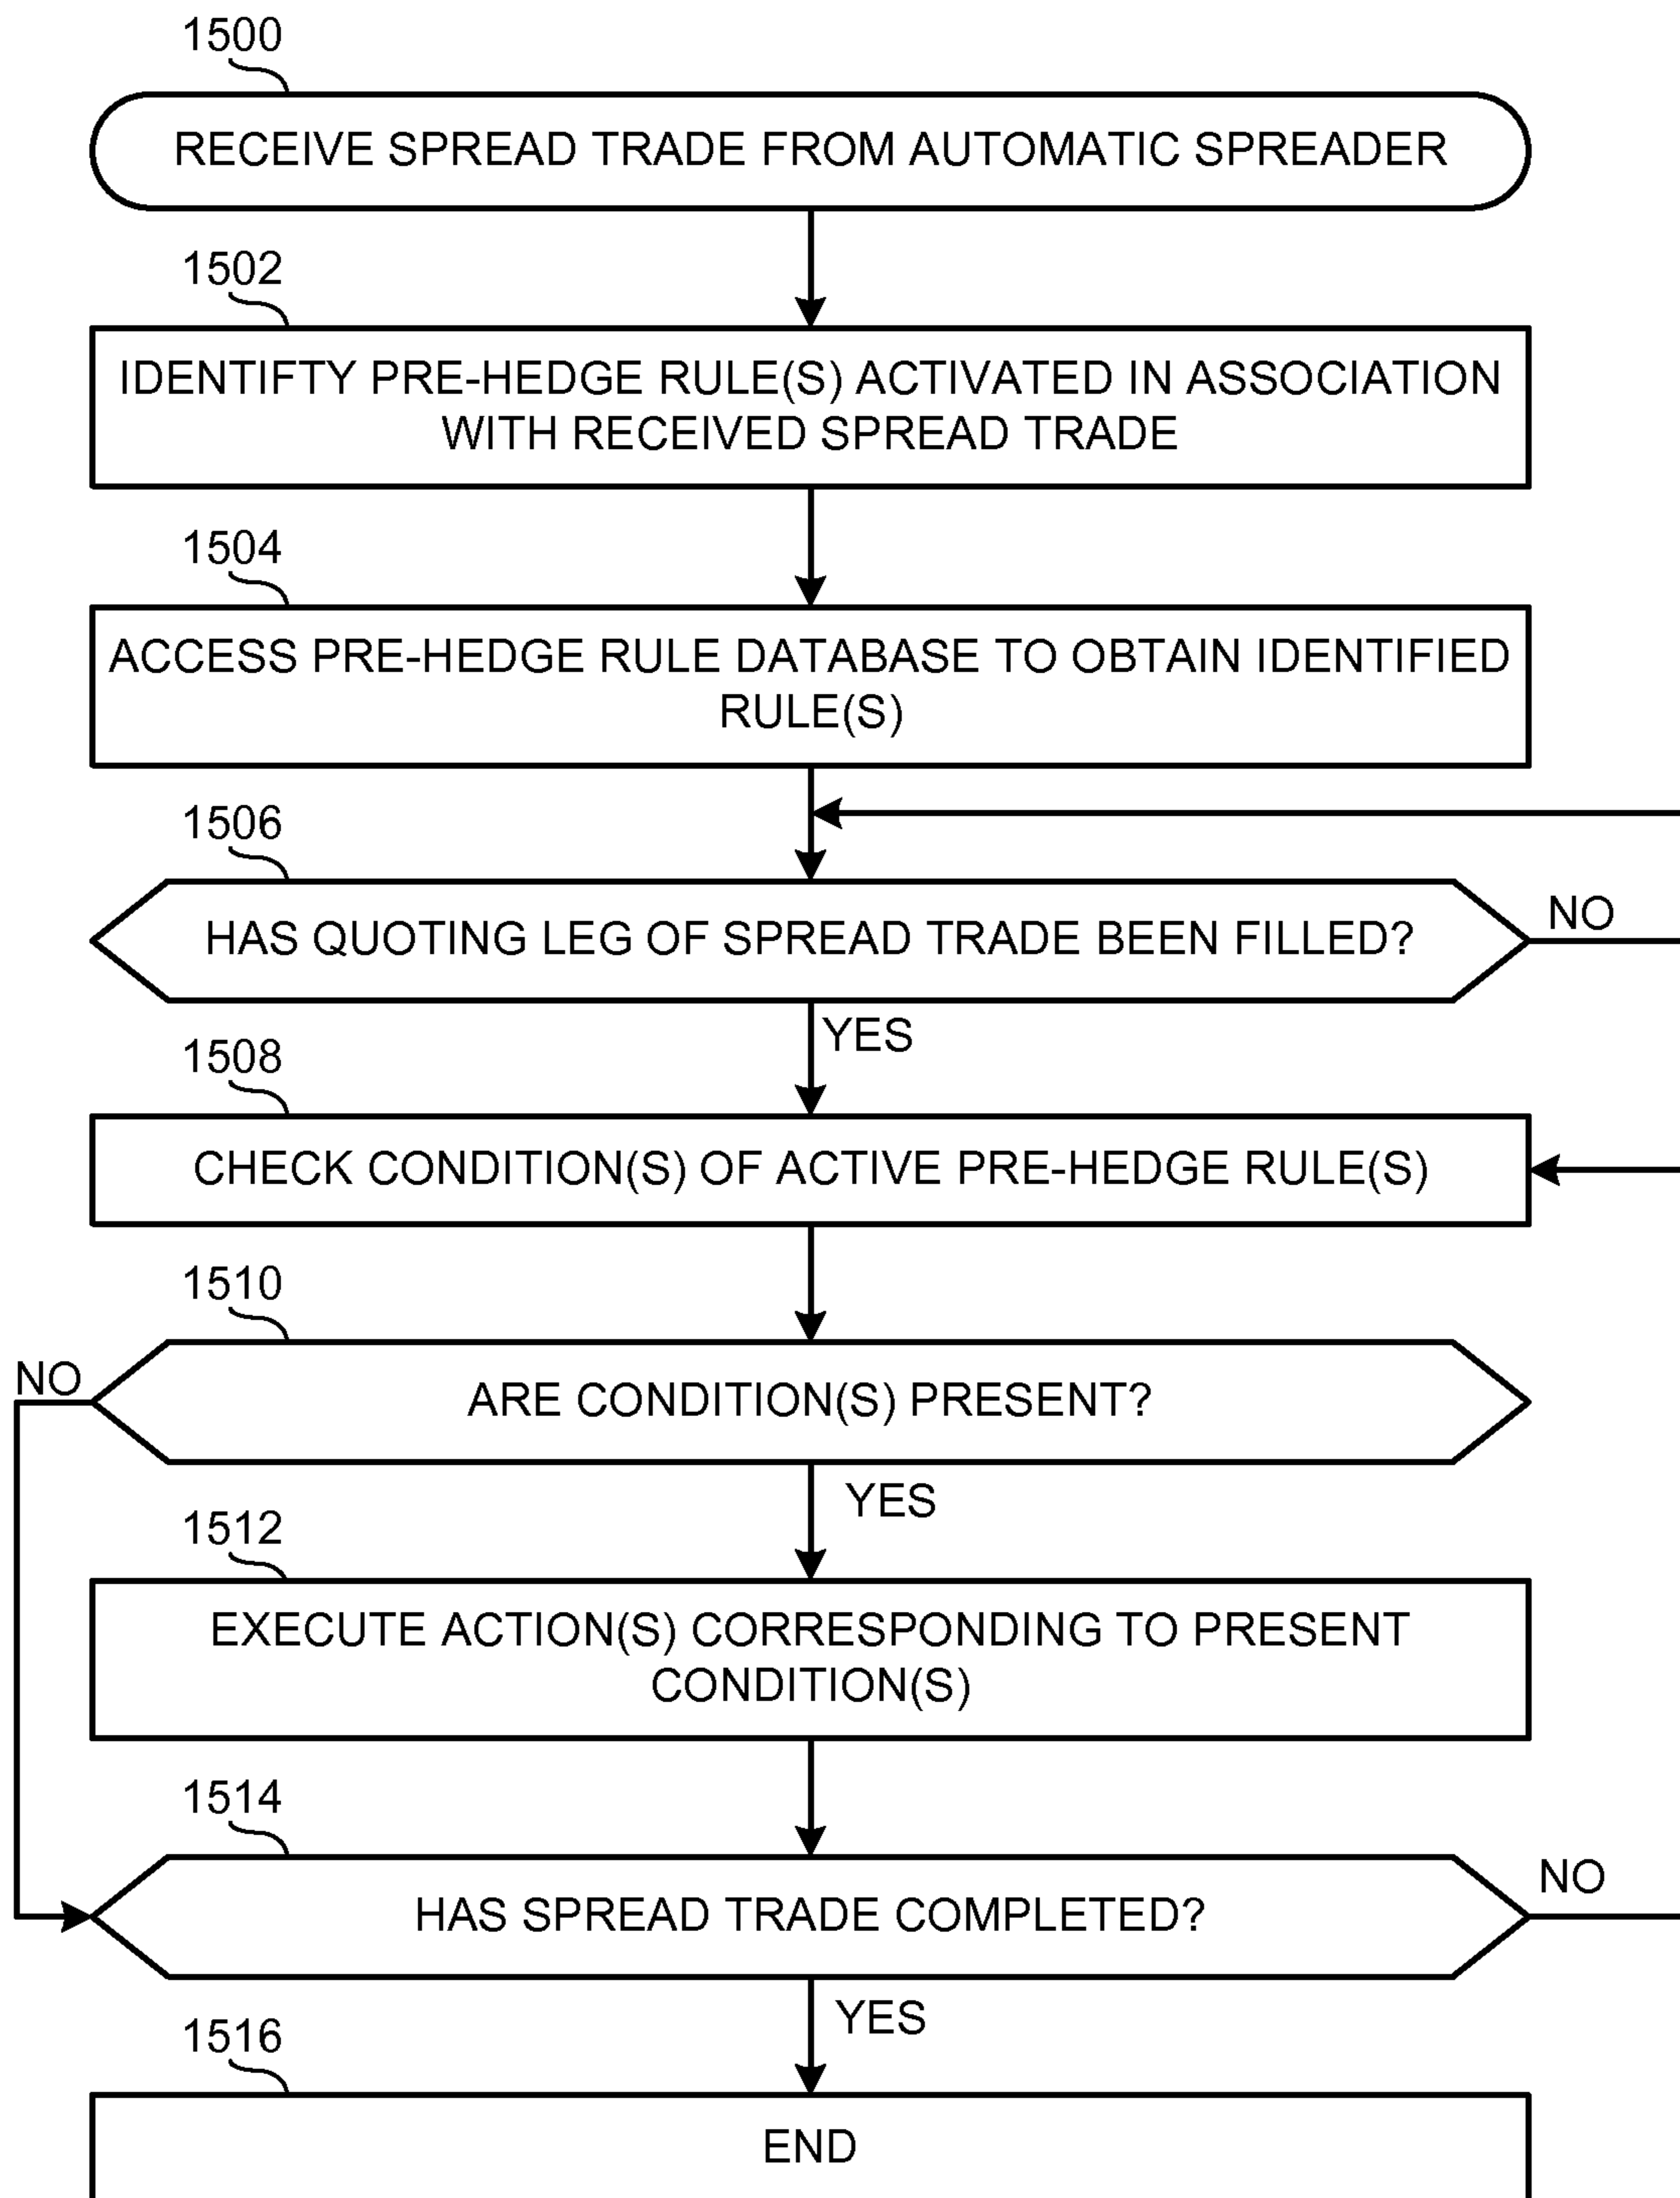 1500
RECEIVE SPREAD TRADE FROM AUTOMATIC SPREADER
1502
IDENTIFTY PRE-HEDGE RULE(S) ACTIVATED IN ASSOCIATION
WITH RECEIVED SPREAD TRADE
1504
ACCESS PRE-HEDGE RULE DATABASE TO OBTAIN IDENTIFIED
RULE(S)
1506
HAS QUOTING LEG OF SPREAD TRADE BEEN FILLED?
NO
YES
1508
CHECK CONDITION(S) OF ACTIVE PRE-HEDGE RULE(S)
1510
NO
ARE CONDITION(S) PRESENT?
YES
1512
EXECUTE ACTION(S) CORRESPONDING TO PRESENT
CONDITION(S)
1514
HAS SPREAD TRADE COMPLETED?
NO
YES
1516
END